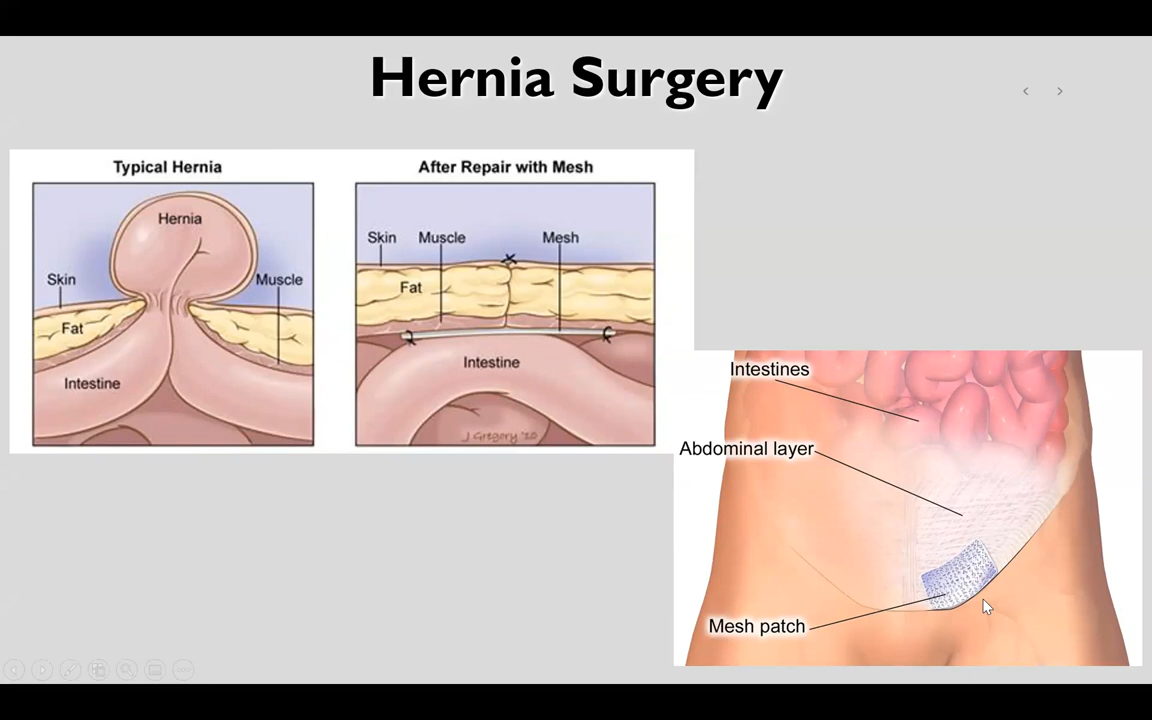 Hernia Surgery
Typical Hernia
Hernia
Skin
Muscle
Fat
Intestine
After Repair with Mesh
Skin
Muscle
Mesh
Fat
Intestine
J Gregory '10
Intestines
Abdominal layer
Mesh patch